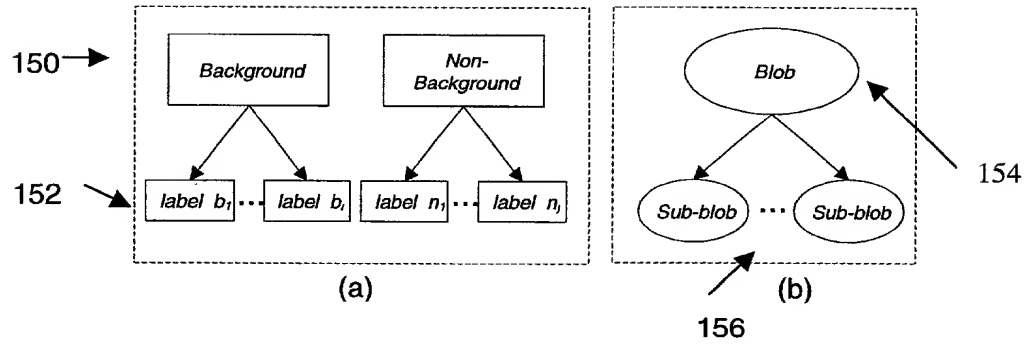 150
Background
Non-
Background
Blob
154
152
label b₁ ... label bᵢ
label n₁ ... label nⱼ
Sub-blob ... Sub-blob
(a)
(b)
156